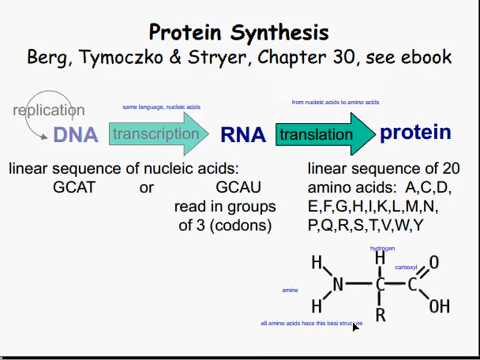 Protein Synthesis
Berg, Tymoczko & Stryer, Chapter 30, see ebook
replication
same language, nucleic acids
from nucleic acids to amino acids
DNA transcription RNA translation protein
linear sequence of nucleic acids:
GCAT or GCAU
read in groups
of 3 (codons)
linear sequence of 20
amino acids: A,C,D,
E,F,G,H,I,K,L,M,N,
P,Q,R,S,T,V,W,Y
hydrogen
H H O
carboxyl
amine
N C C
H R OH
all amino acids hace this basi structure